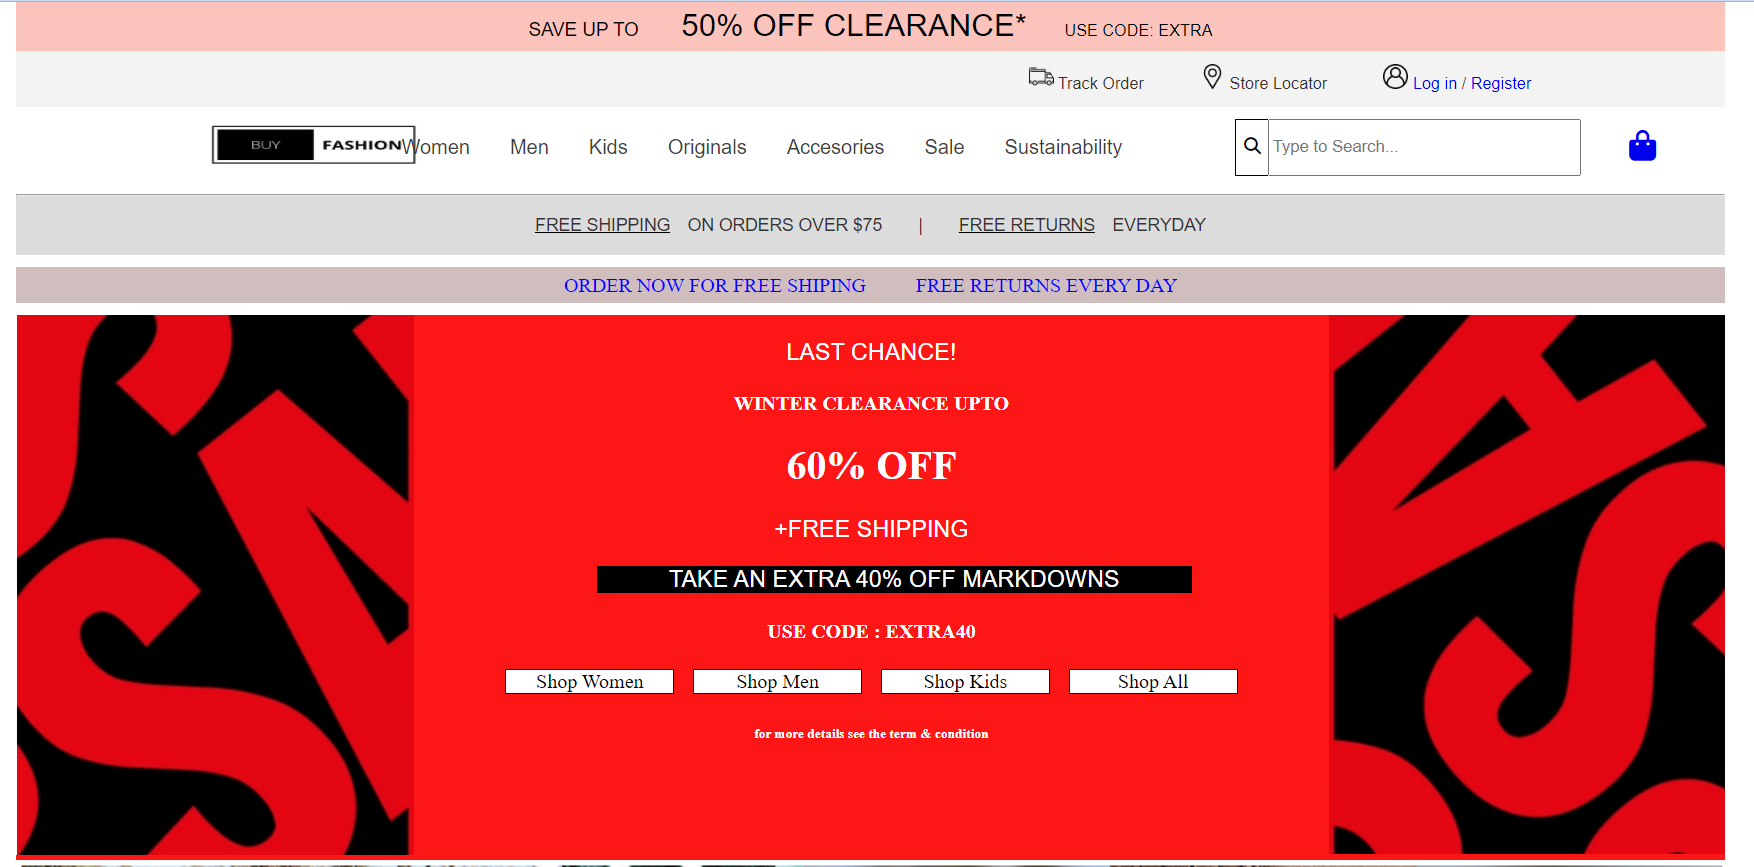 SAVE UP TO 50% OFF CLEARANCE* USE CODE: EXTRA
Track Order Store Locator Log in / Register
BUY FASHION Women Men Kids Originals Accesories Sale Sustainability Type to Search...
FREE SHIPPING ON ORDERS OVER $75 | FREE RETURNS EVERYDAY
ORDER NOW FOR FREE SHIPING FREE RETURNS EVERY DAY
LAST CHANCE!
WINTER CLEARANCE UPTO
60% OFF
+FREE SHIPPING
TAKE AN EXTRA 40% OFF MARKDOWNS
USE CODE : EXTRA40
Shop Women Shop Men Shop Kids Shop All
for more details see the term & condition